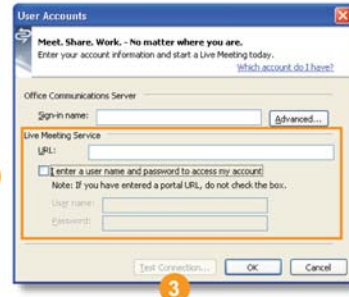 User Accounts
Meet. Share. Work. - No matter where you are.
Enter your account information and start a Live Meeting today.
Which account do I have?
Office Communications Server
Sign-in name:
Advanced...
Live Meeting Service
URL:
I enter a user name and password to access my account
Note: If you have entered a portal URL, do not check the box.
User name:
Password:
Test Connection...
OK
Cancel
3